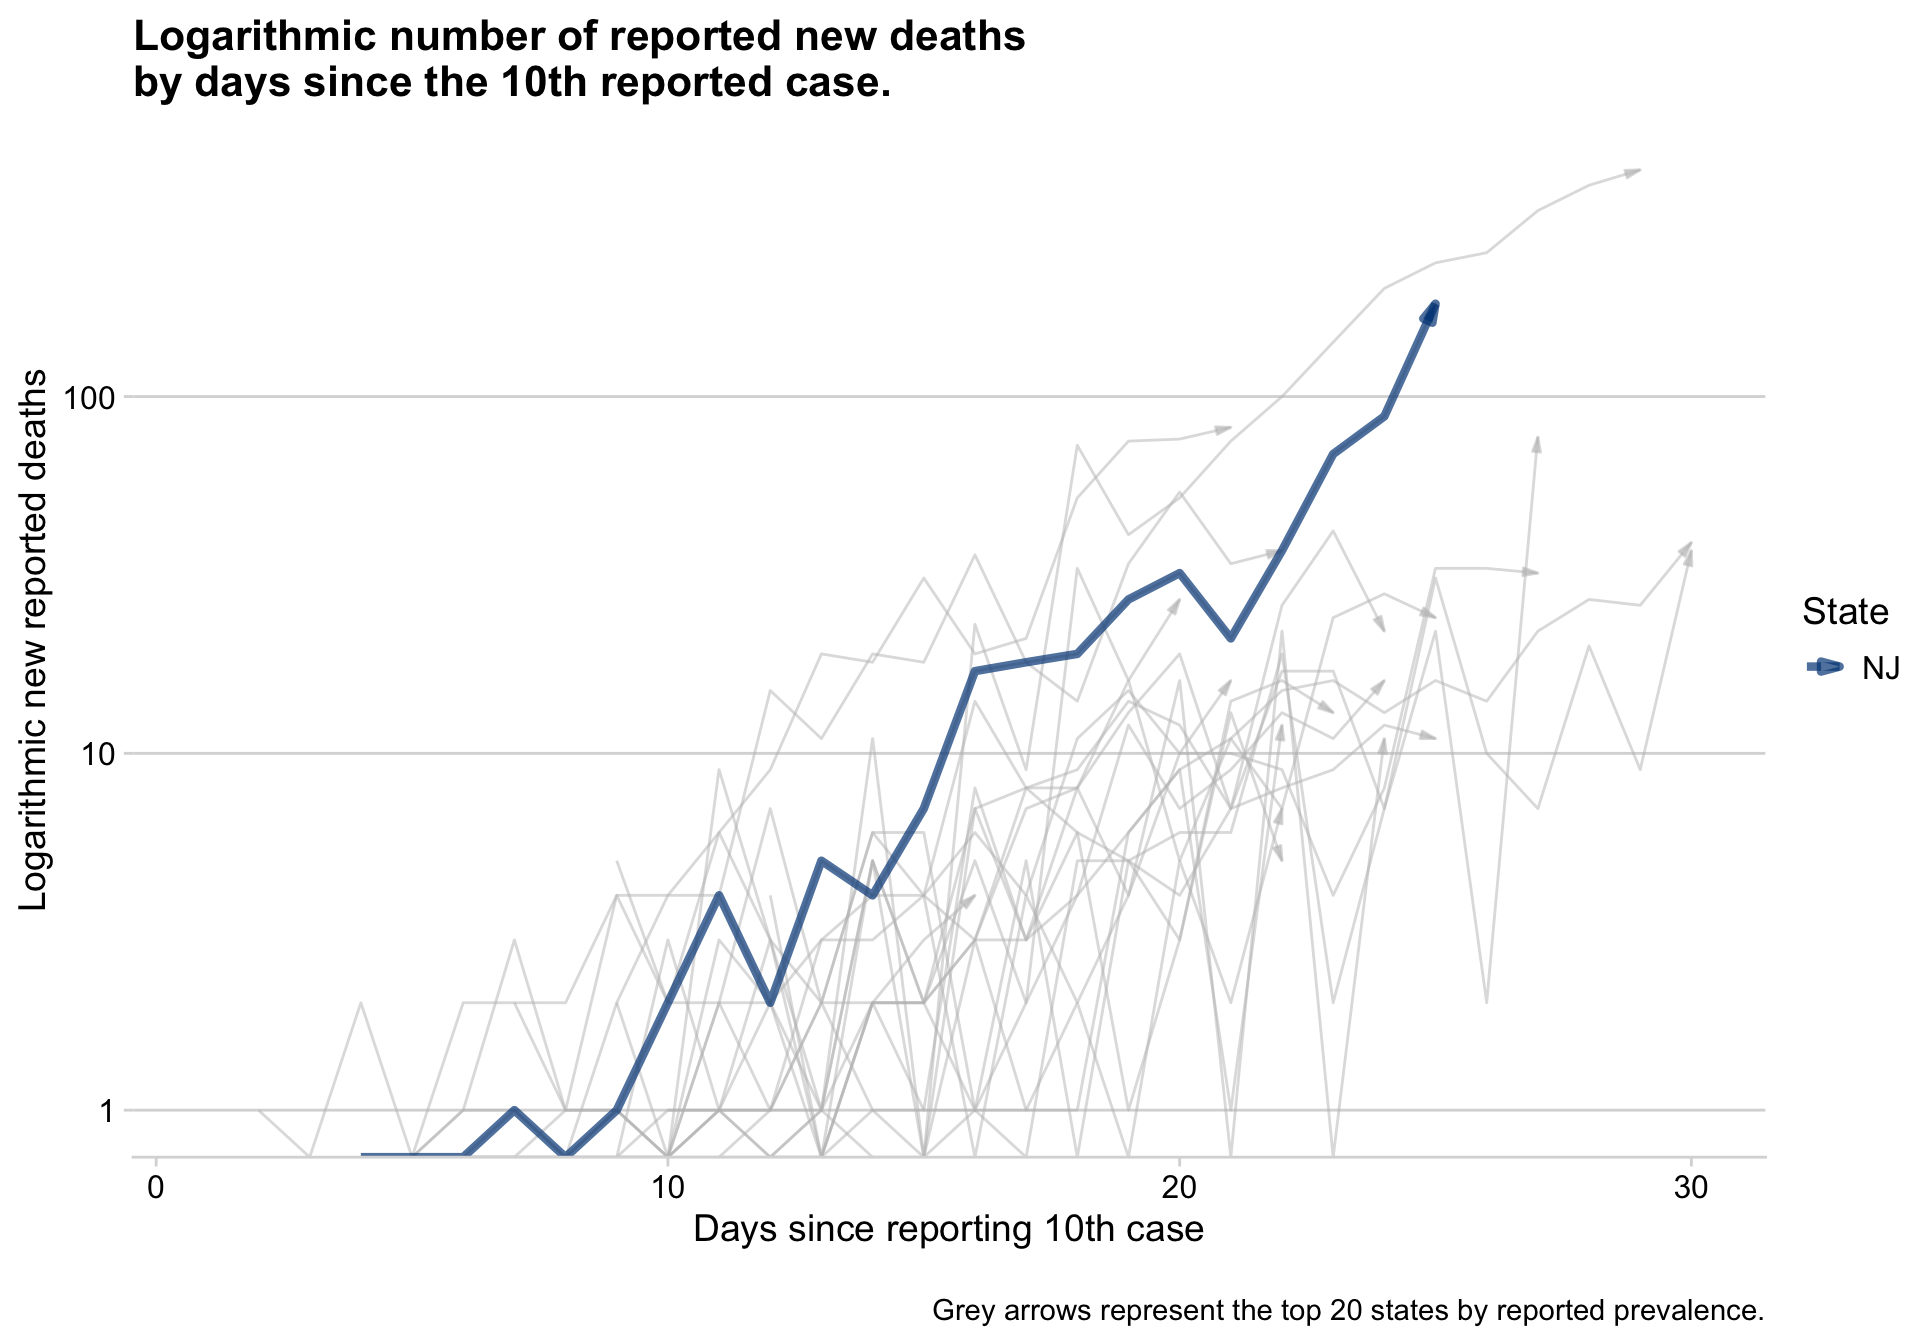 Logarithmic number of reported new deaths
by days since the 10th reported case.
Logarithmic new reported deaths
100
10
1
0
10
20
30
Days since reporting 10th case
State
NJ
Grey arrows represent the top 20 states by reported prevalence.